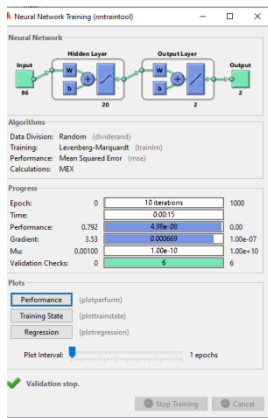 Neural Network Training (nntraintool)
Neural Network
Hidden Layer
Output Layer
Input
Output
W
W
b
b
86
2
20
2
Algorithms
Data Division: Random (dividerand)
Training: Levenberg-Marquardt (trainlm)
Performance: Mean Squared Error (mse)
Calculations: MEX
Progress
Epoch: 0 10 iterations 1000
Time: 0:00:15
Performance: 0.792 4.98e-08 0.00
Gradient: 3.53 0.000669 1.00e-07
Mu: 0.00100 1.00e-10 1.00e+10
Validation Checks: 0 6 6
Plots
Performance (plotperform)
Training State (plottrainstate)
Regression (plotregression)
Plot Interval: 1 epochs
Validation stop.
Stop Training Cancel